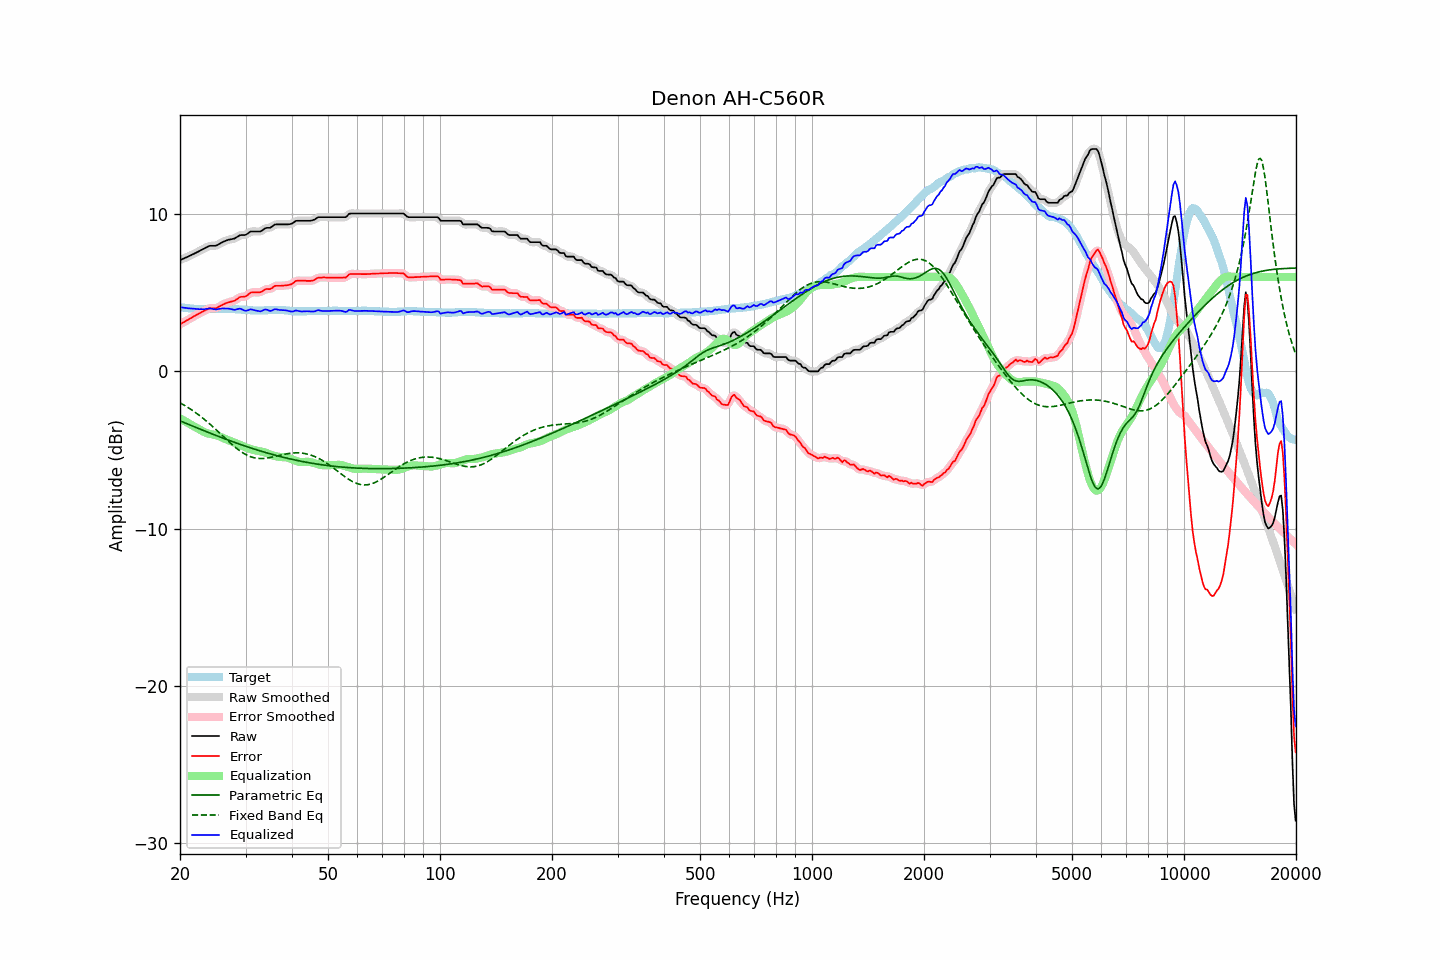 Denon AH-C560R
Amplitude (dBr)
10
0
−10
−20
−30
Target
Raw Smoothed
Error Smoothed
Raw
Error
Equalization
Parametric Eq
Fixed Band Eq
Equalized
20 50 100 200 500 1000 2000 5000 10000 20000
Frequency (Hz)